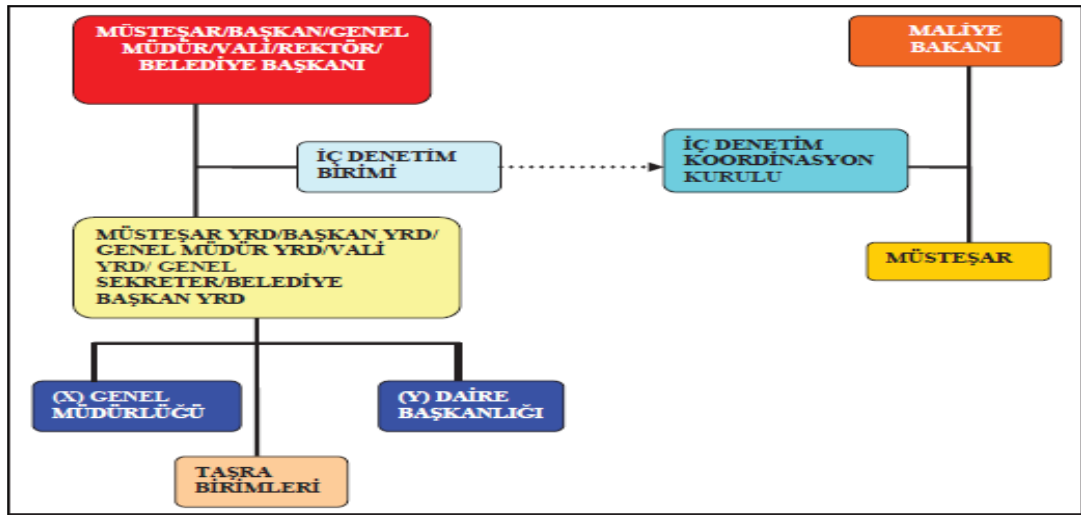 MÜSTEŞAR/BAŞKAN/GENEL
MÜDÜR/VALİ/REKTÖR/
BELEDİYE BAŞKANI
MALİYE
BAKANI
İÇ DENETİM
BİRİMİ
İÇ DENETİM
KOORDİNASYON
KURULU
MÜSTEŞAR YRD/BAŞKAN YRD/
GENEL MÜDÜR YRD/VALİ
YRD/ GENEL
SEKRETER/BELEDİYE
BAŞKAN YRD
MÜSTEŞAR
(X) GENEL
MÜDÜRLÜĞÜ
(Y) DAİRE
BAŞKANLIĞI
TAŞRA
BİRİMLERİ